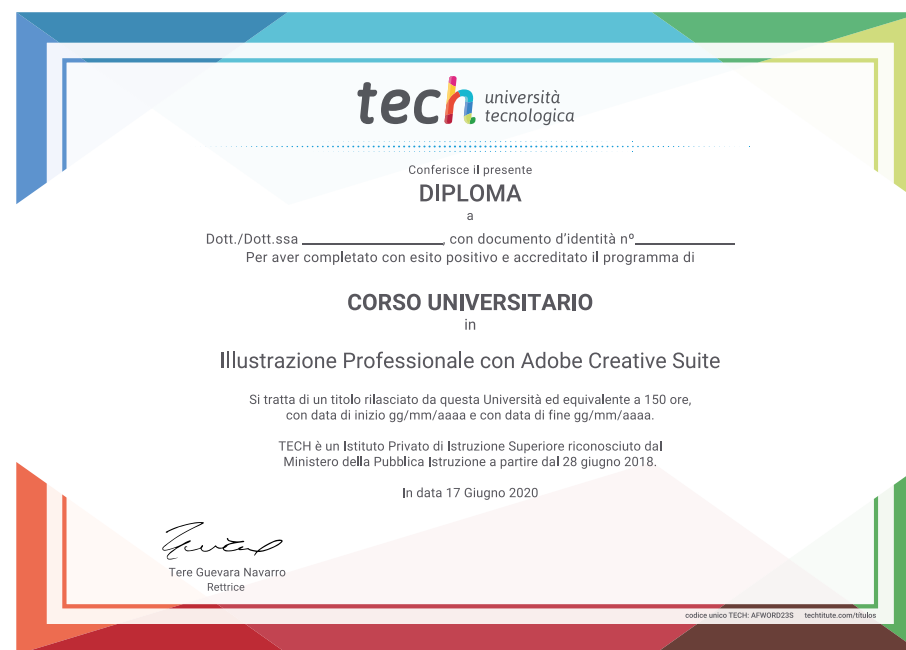 tech università
tecnologica
Conferisce il presente
DIPLOMA
a
Dott./Dott.ssa ________________, con documento d'identità nº____________
Per aver completato con esito positivo e accreditato il programma di
CORSO UNIVERSITARIO
in
Illustrazione Professionale con Adobe Creative Suite
Si tratta di un titolo rilasciato da questa Università ed equivalente a 150 ore,
con data di inizio gg/mm/aaaa e con data di fine gg/mm/aaaa.
TECH è un Istituto Privato di Istruzione Superiore riconosciuto dal
Ministero della Pubblica Istruzione a partire dal 28 giugno 2018.
In data 17 Giugno 2020
Tere Guevara Navarro
Rettrice
codice unico TECH: AFWORD23S techtitute.com/titulos